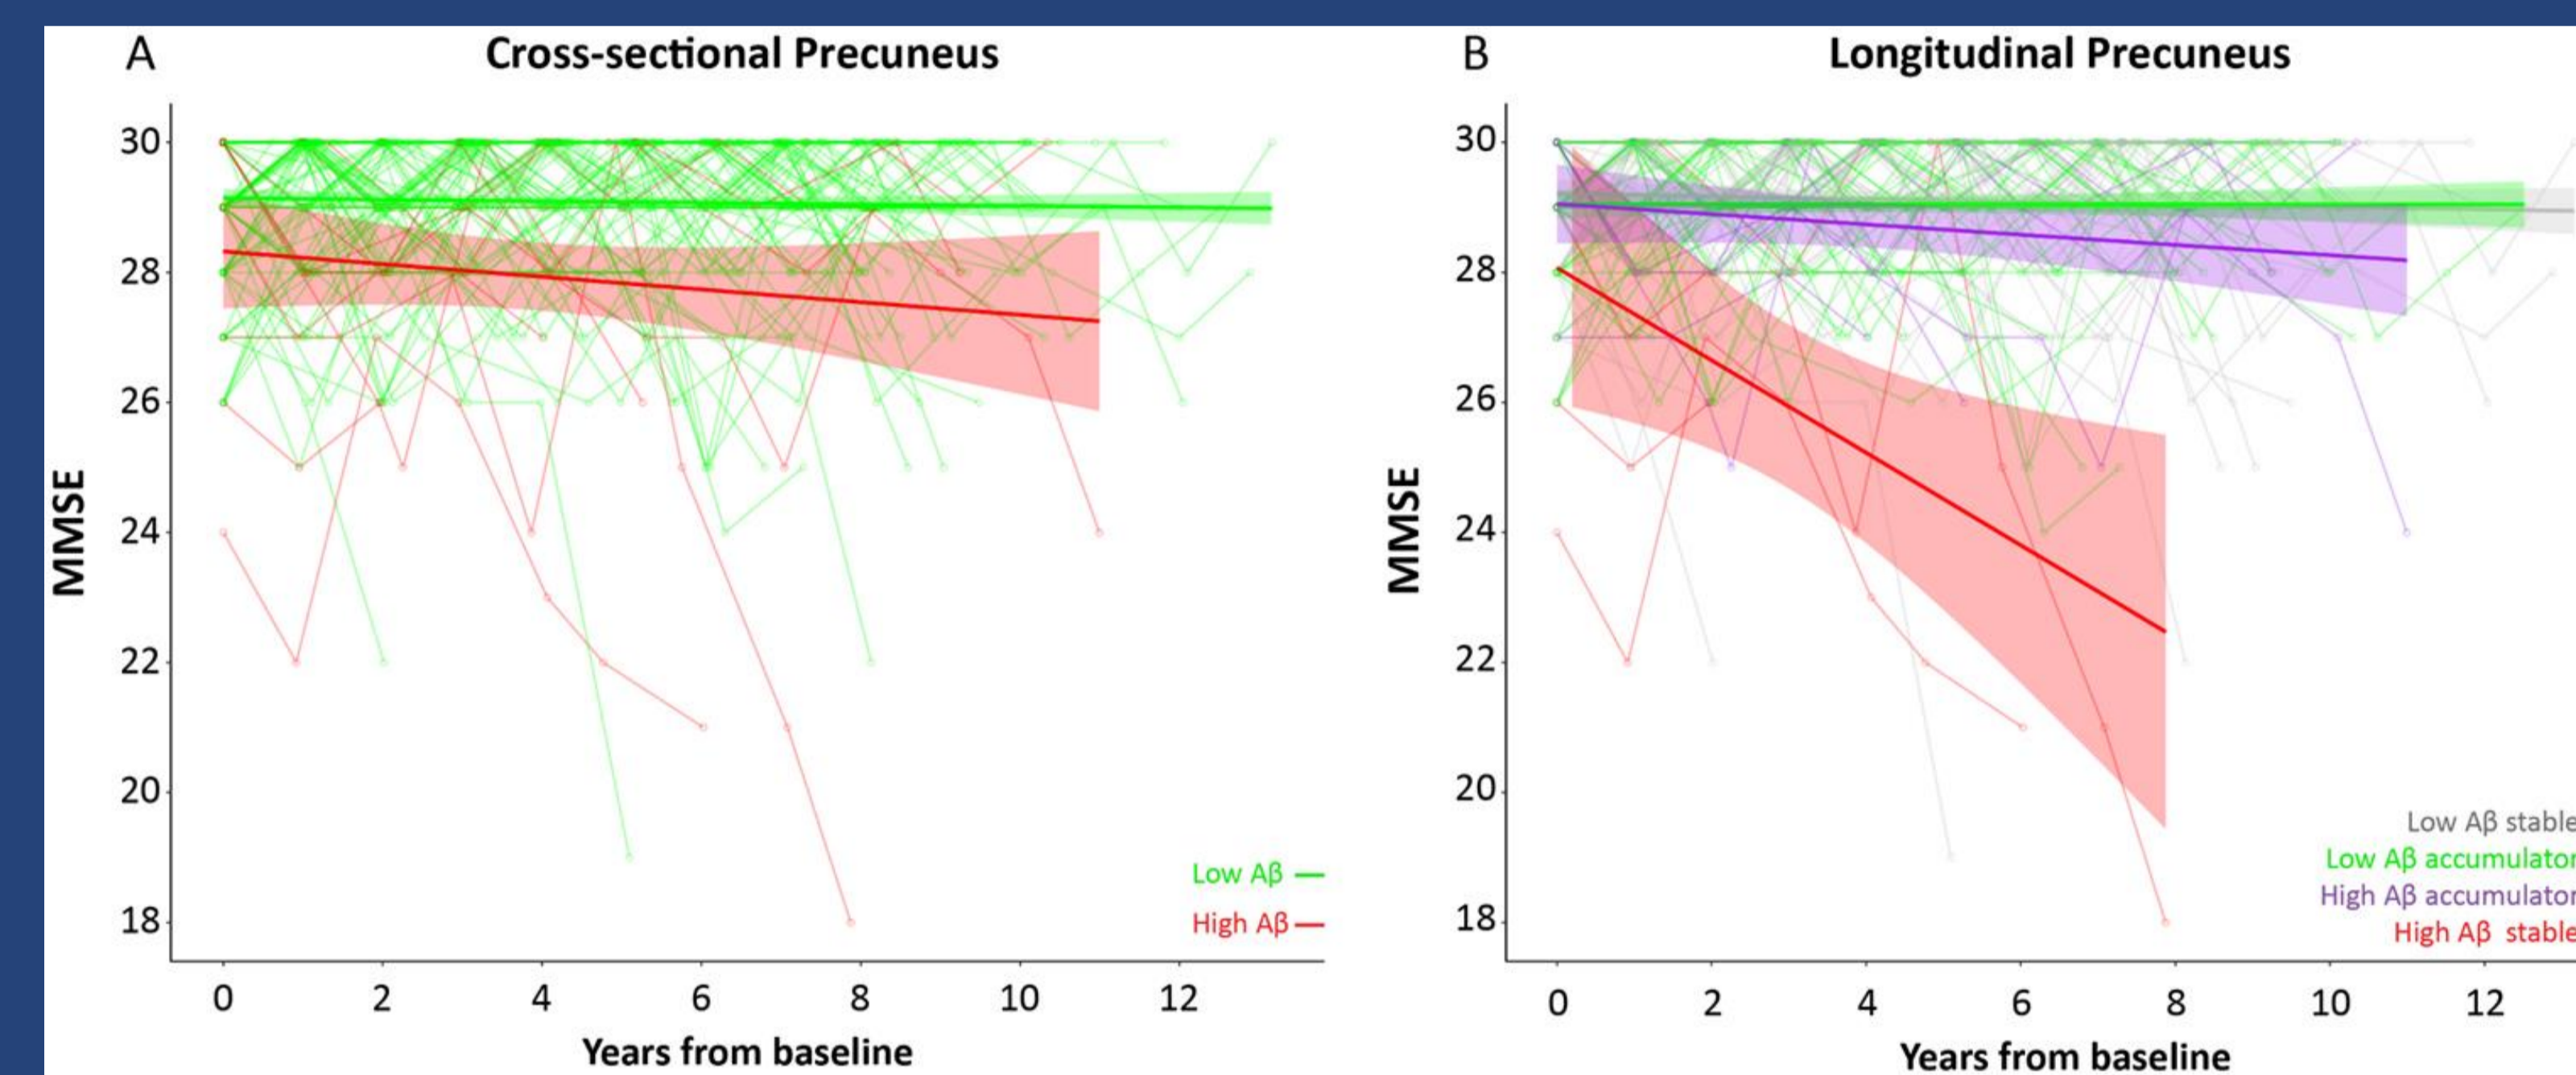 A
Cross-sectional Precuneus
30
28
26
24
22
20
18
MMSE
0 2 4 6 8 10 12
Years from baseline
Low Aβ
High Aβ
B
Longitudinal Precuneus
30
28
26
24
22
20
18
MMSE
0 2 4 6 8 10 12
Years from baseline
Low Aβ stable
Low Aβ accumulator
High Aβ accumulator
High Aβ stable